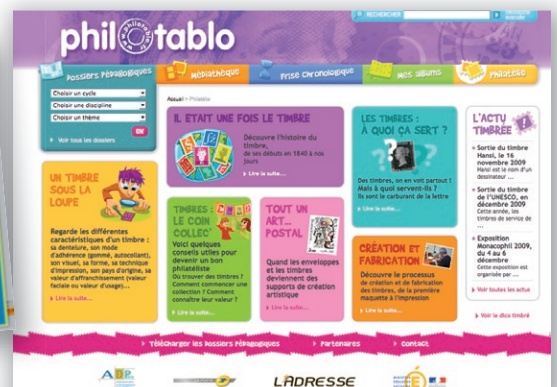 philotablo
www.philotablo.fr
RECHERCHER
Dossiers Pédagogiques
Médiathèque
Frise Chronologique
Mes albums
Philatélie
Choisir un cycle
Choisir une discipline
Choisir un thème
OK
Voir tous les dossiers
Accueil > Philatélie
IL ETAIT UNE FOIS LE TIMBRE
Découvre l'histoire du
timbre,
de ses débuts en 1840 à nos
jours
Lire la suite...
LES TIMBRES :
À QUOI ÇA SERT ?
Des timbres, on en voit partout !
Mais à quoi servent-ils ?
Ils sont le carburant de la lettre
Lire la suite...
L'ACTU
TIMBRÉE
Sortie du timbre
Hansi, le 16
novembre 2009
Hansi est le nom d'un
dessinateur ...
Sortie du timbre
de l'UNESCO, en
décembre 2009
Cette année, les
timbres de service de
...
Exposition
Monacophil 2009,
du 4 au 6
décembre
Cette exposition est
organisée par ...
Voir toutes les actus
Voir le dico timbré
UN TIMBRE
SOUS LA
LOUPE
Regarde les différentes
caractéristiques d'un timbre :
sa dentelure, son mode
d'adhérence (gommé, autocollant),
son visuel, sa forme, sa technique
d'impression, son pays d'origine, sa
valeur d'affranchissement (valeur
faciale ou valeur d'usage)...
Lire la suite...
TIMBRES :
LE COIN
COLLEC'
Voici quelques
conseils utiles pour
devenir un bon
philatéliste
Où trouver des timbres ?
Comment commencer une
collection ? Comment
connaître leur valeur ?
Lire la suite...
TOUT UN
ART...
POSTAL
Quand les enveloppes
et les timbres
deviennent des
supports de création
artistique
Lire la suite...
CRÉATION ET
FABRICATION
Découvre le processus
de création et de fabrication
des timbres, de la première
maquette à l'impression
Lire la suite...
Télécharger les Dossiers Pédagogiques
Partenaires
Contact
ADP
L'ADRESSE